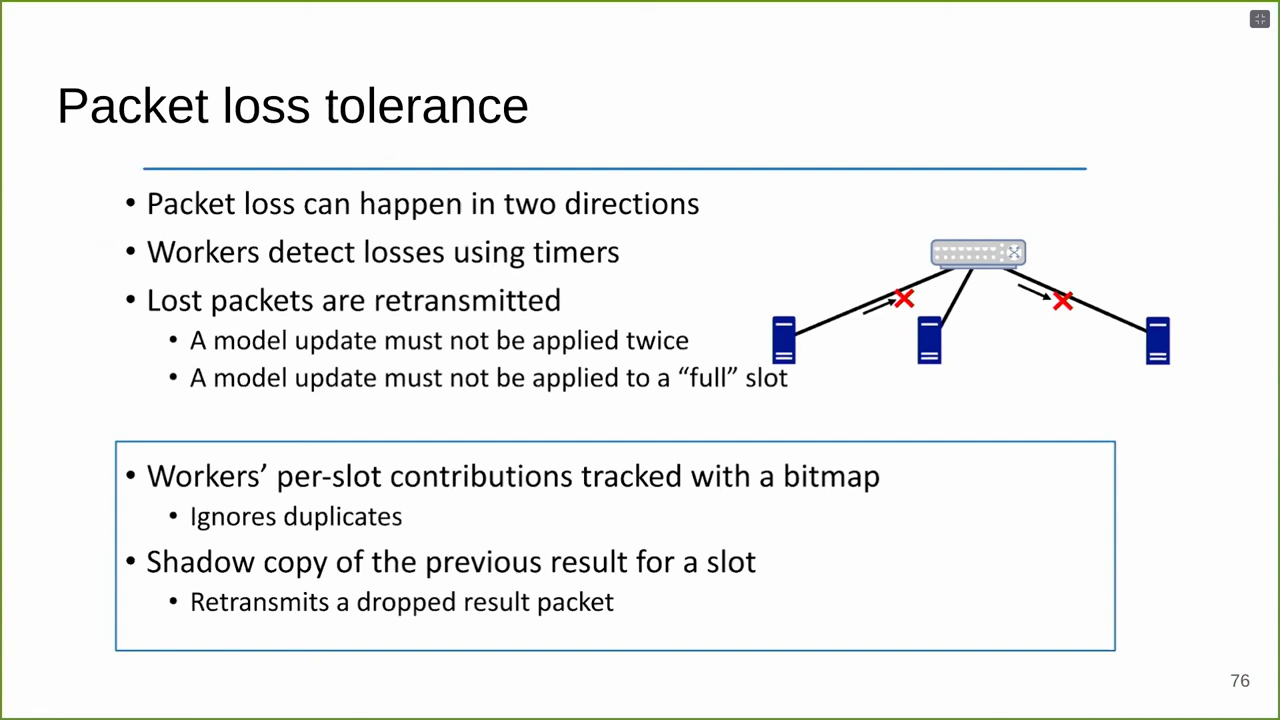 Packet loss tolerance
• Packet loss can happen in two directions
• Workers detect losses using timers
• Lost packets are retransmitted
• A model update must not be applied twice
• A model update must not be applied to a “full” slot
• Workers’ per-slot contributions tracked with a bitmap
• Ignores duplicates
• Shadow copy of the previous result for a slot
• Retransmits a dropped result packet
76